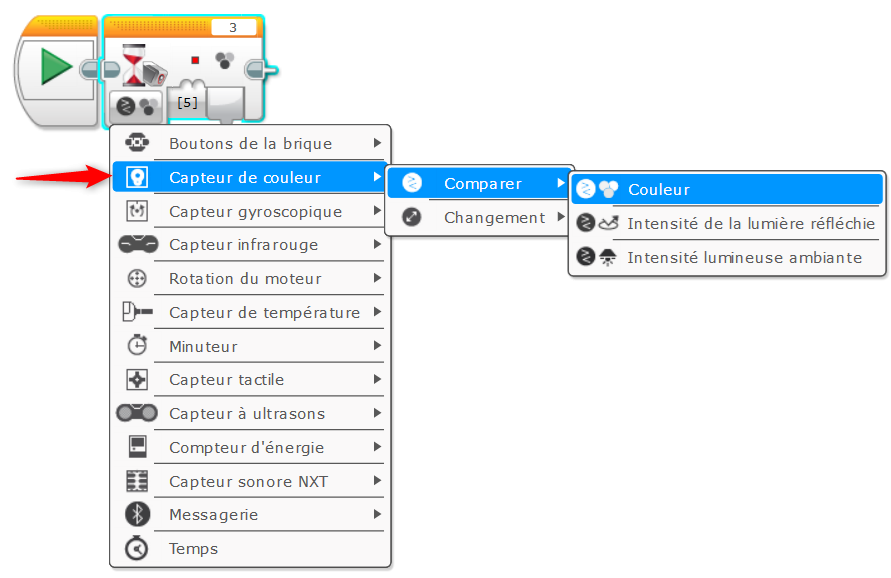 3
[5]
Boutons de la brique
Capteur de couleur
Comparer
Couleur
Capteur gyroscopique
Changement
Intensité de la lumière réfléchie
Capteur infrarouge
Intensité lumineuse ambiante
Rotation du moteur
Capteur de température
Minuteur
Capteur tactile
Capteur à ultrasons
Compteur d'énergie
Capteur sonore NXT
Messagerie
Temps